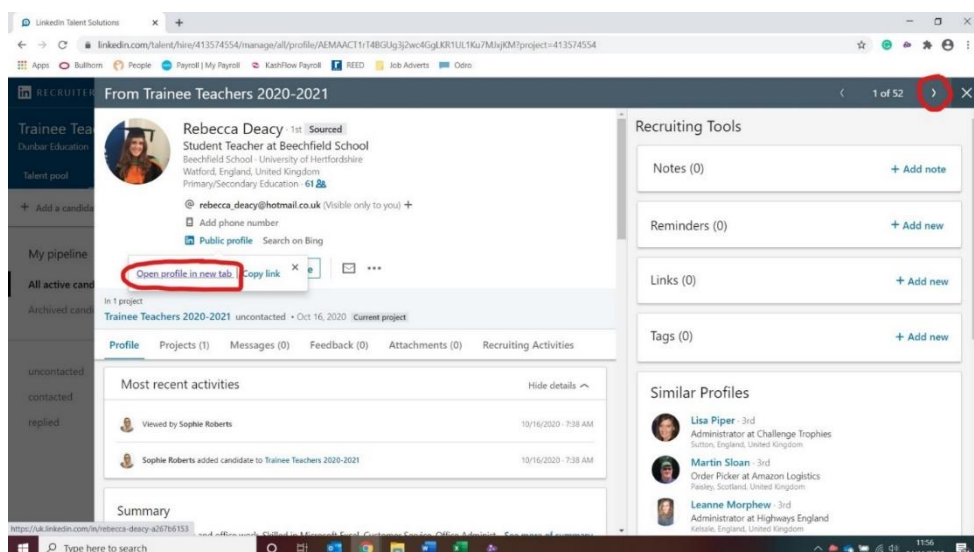 LinkedIn Talent Solutions
linkedin.com/talent/hire/413574554/manage/all/profile/AEMAACT1rT4BGUg3j2wc4GgLKR1UL1Ku7MJxjKM?project=413574554
Apps Bullhorn People Payroll | My Payroll KashFlow Payroll REED Job Adverts Odro
in RECRUITER
From Trainee Teachers 2020-2021
1 of 52
Trainee Tea
Dunbar Education
Talent pool
+ Add a candida
My pipeline
All active cand
Archived candi
uncontacted
contacted
replied
Rebecca Deacy · 1st Sourced
Student Teacher at Beechfield School
Beechfield School · University of Hertfordshire
Watford, England, United Kingdom
Primary/Secondary Education · 61
rebecca_deacy@hotmail.co.uk (Visible only to you) +
Add phone number
in Public profile Search on Bing
Open profile in new tab | Copy link
e
In 1 project
Trainee Teachers 2020-2021 uncontacted • Oct 16, 2020 Current project
Profile Projects (1) Messages (0) Feedback (0) Attachments (0) Recruiting Activities
Most recent activities Hide details
Viewed by Sophie Roberts 10/16/2020 - 7:38 AM
Sophie Roberts added candidate to Trainee Teachers 2020-2021 10/16/2020 - 7:38 AM
Summary
and office work. Skilled in Microsoft Excel, Customer Service, Office Administ... See more of summary
Recruiting Tools
Notes (0) + Add note
Reminders (0) + Add new
Links (0) + Add new
Tags (0) + Add new
Similar Profiles
Lisa Piper · 3rd
Administrator at Challenge Trophies
Sutton, England, United Kingdom
Martin Sloan · 3rd
Order Picker at Amazon Logistics
Paisley, Scotland, United Kingdom
Leanne Morphew · 3rd
Administrator at Highways England
Kelsale, England, United Kingdom
https://uk.linkedin.com/in/rebecca-deacy-a267b6153
Type here to search
11:56